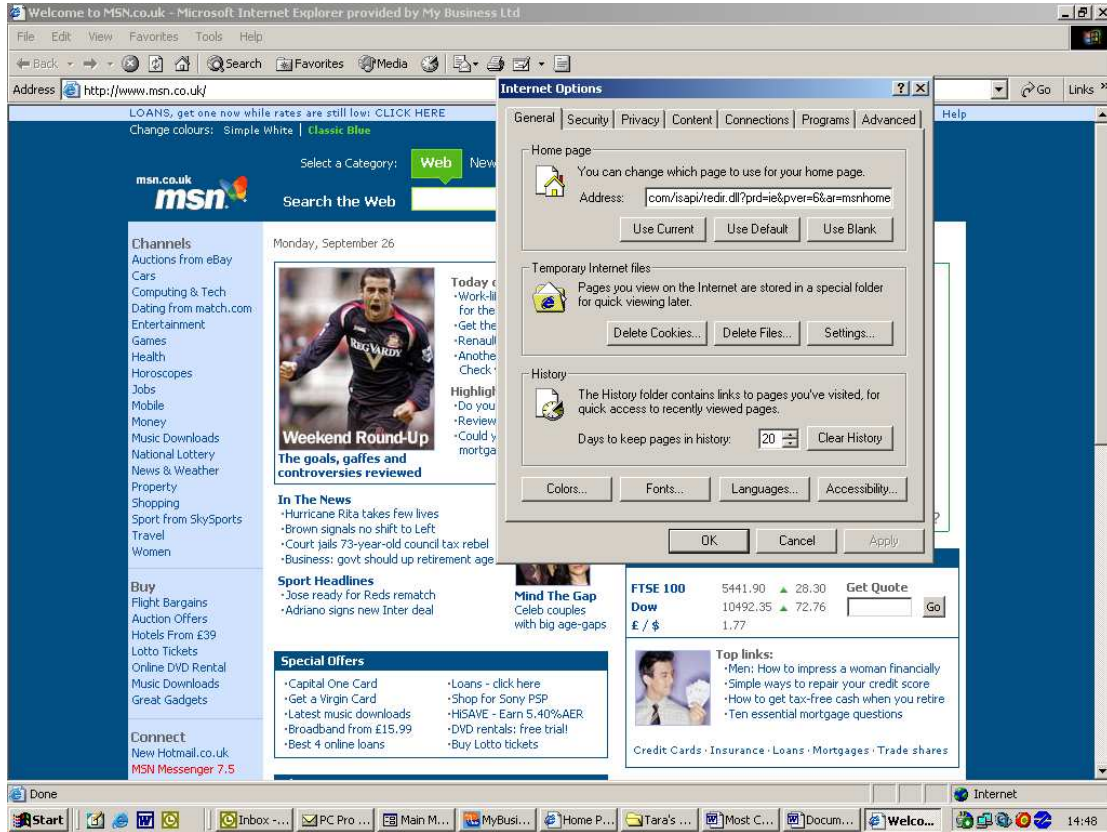 Welcome to MSN.co.uk - Microsoft Internet Explorer provided by My Business Ltd
File Edit View Favorites Tools Help
Back Search Favorites Media
Address http://www.msn.co.uk/ Go Links »
LOANS, get one now while rates are still low: CLICK HERE Help
Change colours: Simple White | Classic Blue
Select a Category: Web New
msn.co.uk
msn
Search the Web
Channels
Auctions from eBay
Cars
Computing & Tech
Dating from match.com
Entertainment
Games
Health
Horoscopes
Jobs
Mobile
Money
Music Downloads
National Lottery
News & Weather
Property
Shopping
Sport from SkySports
Travel
Women
Buy
Flight Bargains
Auction Offers
Hotels From £39
Lotto Tickets
Online DVD Rental
Music Downloads
Great Gadgets
Connect
New Hotmail.co.uk
MSN Messenger 7.5
Monday, September 26
REG VARDY
Weekend Round-Up
The goals, gaffes and
controversies reviewed
Today
·Work-li
for the
·Get the
·Renaul
·Anothe
Check
Highligh
·Do you
·Review
·Could y
mortga
In The News
·Hurricane Rita takes few lives
·Brown signals no shift to Left
·Court jails 73-year-old council tax rebel
·Business: govt should up retirement age
Sport Headlines
·Jose ready for Reds rematch
·Adriano signs new Inter deal
Mind The Gap
Celeb couples
with big age-gaps
Special Offers
·Capital One Card
·Get a Virgin Card
·Latest music downloads
·Broadband from £15.99
·Best 4 online loans
·Loans - click here
·Shop for Sony PSP
·HiSAVE - Earn 5.40%AER
·DVD rentals: free trial!
·Buy Lotto tickets
FTSE 100 5441.90 28.30 Get Quote
Dow 10492.35 72.76 Go
£ / $ 1.77
Top links:
·Men: How to impress a woman financially
·Simple ways to repair your credit score
·How to get tax-free cash when you retire
·Ten essential mortgage questions
Credit Cards · Insurance · Loans · Mortgages · Trade shares
Internet Options
General Security Privacy Content Connections Programs Advanced
Home page
You can change which page to use for your home page.
Address: com/isapi/redir.dll?prd=ie&pver=6&ar=msnhome
Use Current Use Default Use Blank
Temporary Internet files
Pages you view on the Internet are stored in a special folder
for quick viewing later.
Delete Cookies... Delete Files... Settings...
History
The History folder contains links to pages you've visited, for
quick access to recently viewed pages.
Days to keep pages in history: 20 Clear History
Colors... Fonts... Languages... Accessibility...
OK Cancel Apply
Done Internet
Start Inbox -... PC Pro ... Main M... MyBusi... Home P... Tara's ... Most C... Docum... Welco... 14:48